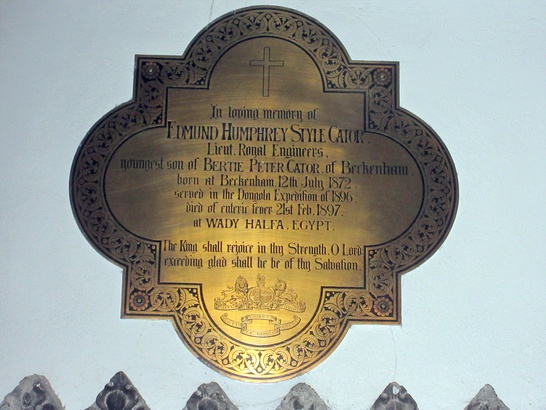 In loving memory of
EDMUND HUMPHREY STYLE CATOR,
Lieut. Royal Engineers,
youngest son of BERTIE PETER CATOR, of Beckenham
born at Beckenham, 12th July 1872,
served in the Dongola Expedition of 1896,
died of enteric fever 21st Feb. 1897,
at WADY HALFA, EGYPT.
The King shall rejoice in thy Strength, O Lord
exceeding glad shall he be of thy Salvation.